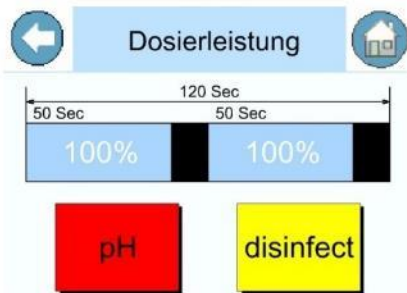 Dosierleistung
120 Sec
50 Sec 50 Sec
100% 100%
pH disinfect